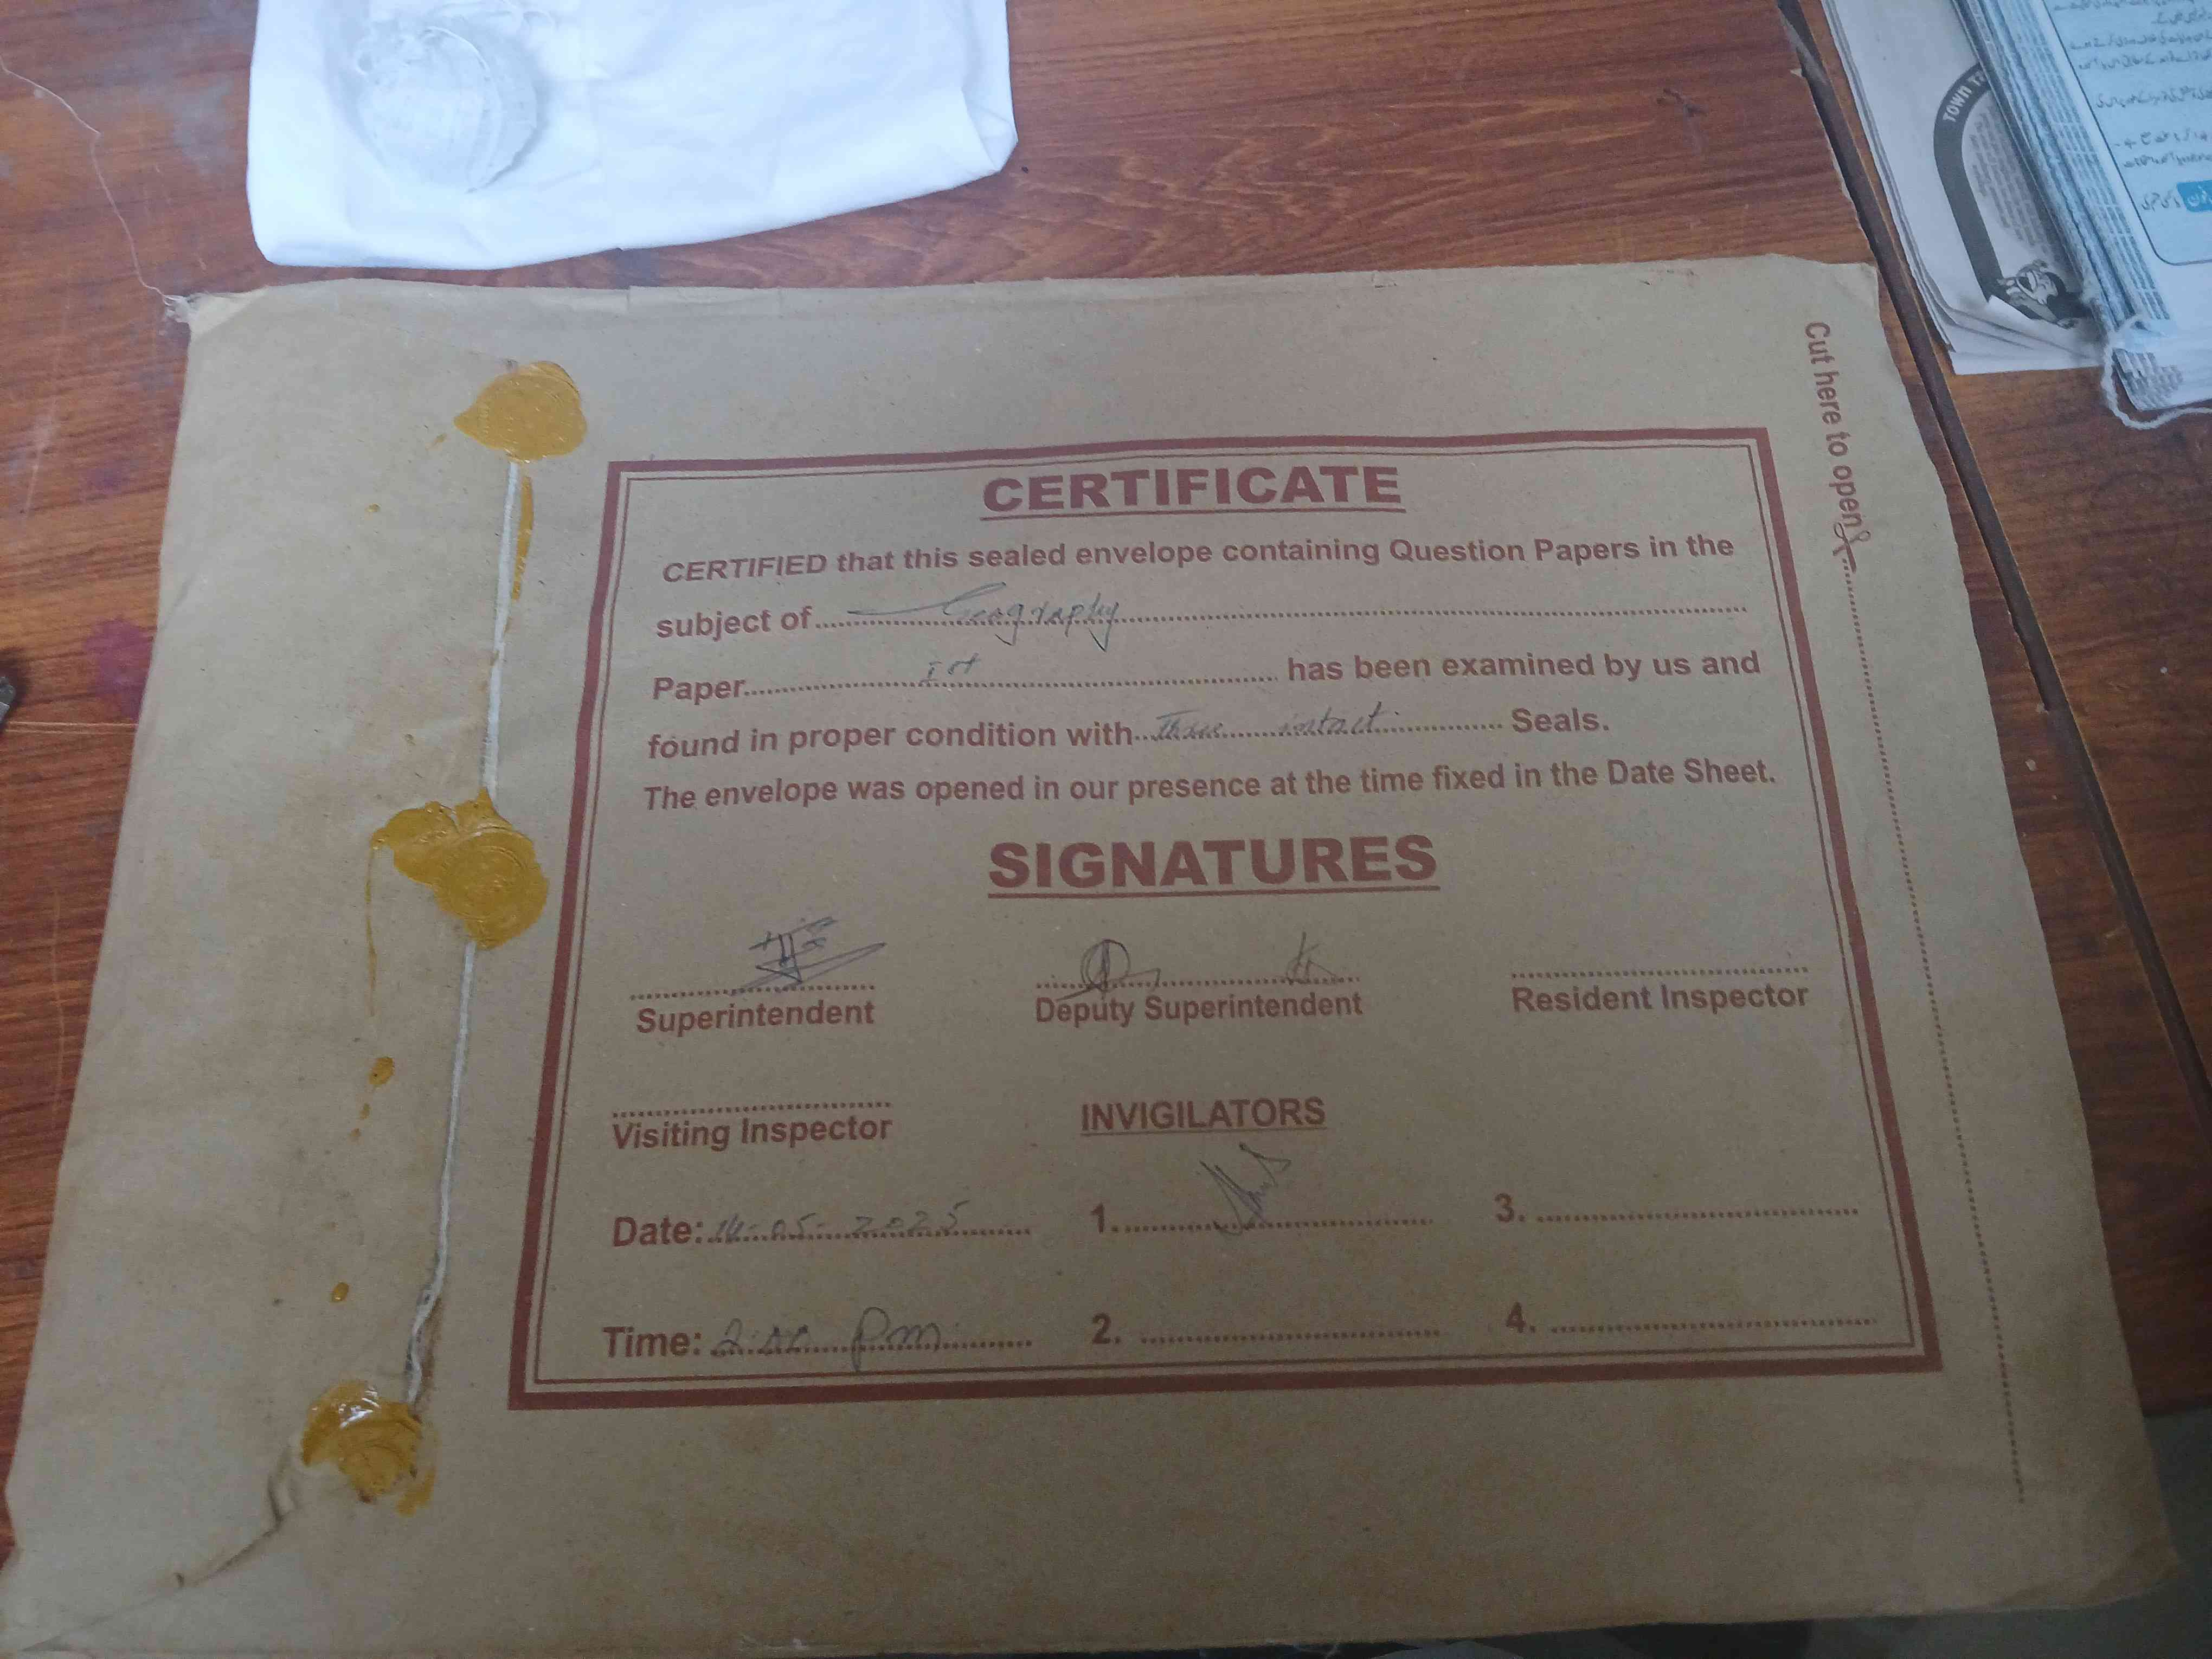 CERTIFICATE
CERTIFIED that this sealed envelope containing Question Papers in the
subject of Geography
Paper Ist has been examined by us and
found in proper condition with Three intact Seals.
The envelope was opened in our presence at the time fixed in the Date Sheet.
SIGNATURES
Superintendent Deputy Superintendent Resident Inspector
Visiting Inspector INVIGILATORS
Date: 14-05-2025 1. 3.
Time: 2:00 pm 2. 4.
Cut here to open
TOWN